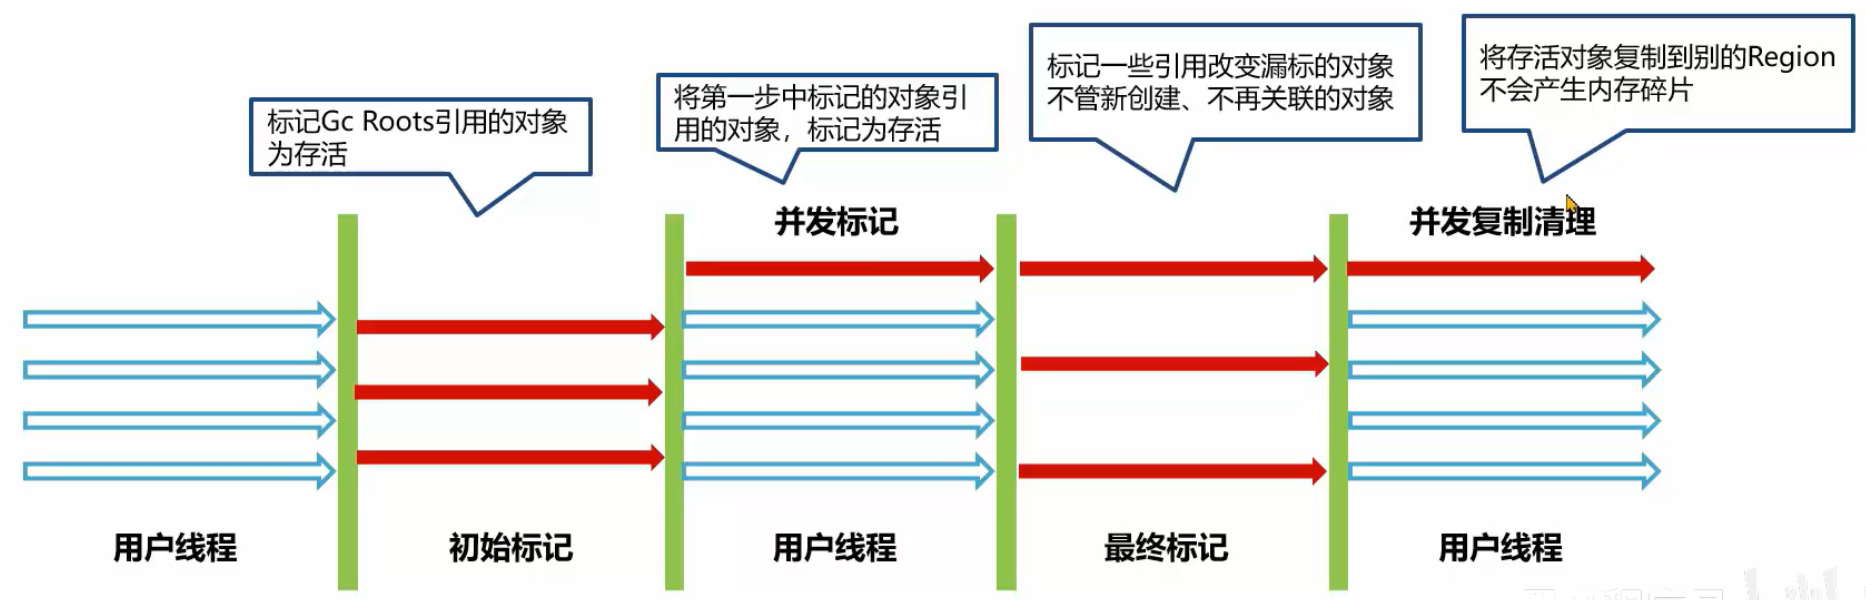 标记Gc Roots引用的对象
为存活
将第一步中标记的对象引
用的对象，标记为存活
标记一些引用改变漏标的对象
不管新创建、不再关联的对象
将存活对象复制到别的Region
不会产生内存碎片
并发标记
并发复制清理
用户线程
初始标记
用户线程
最终标记
用户线程